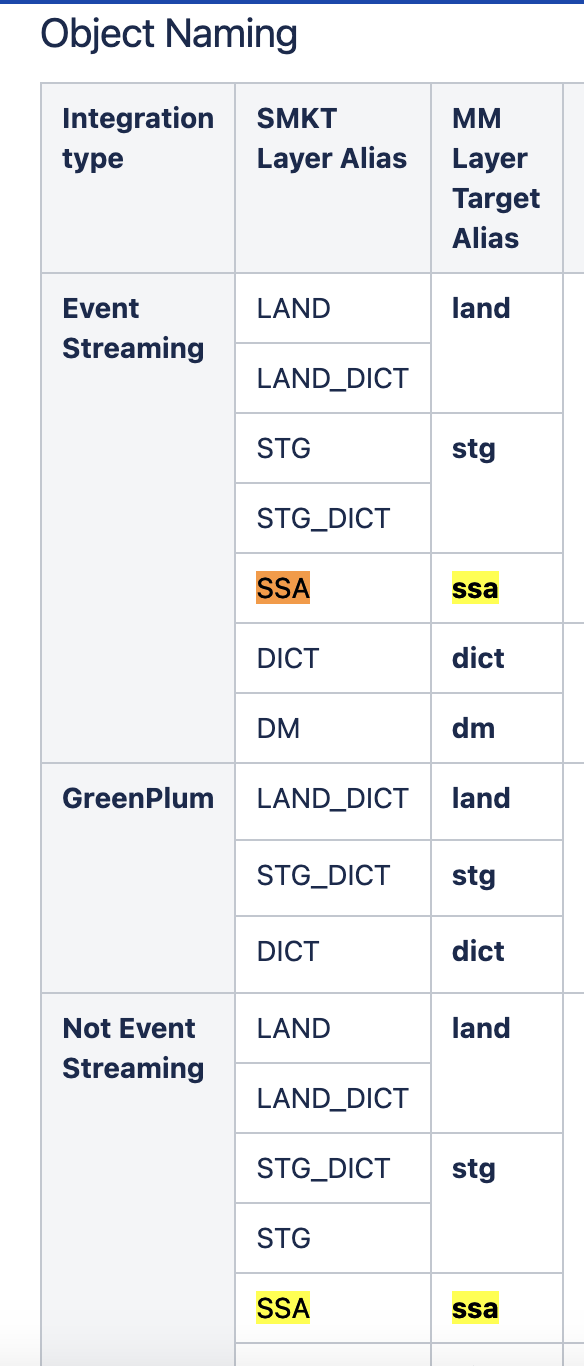 Object Naming
Integration type
SMKT Layer Alias
MM Layer Target Alias
Event Streaming
LAND
land
LAND_DICT
STG
stg
STG_DICT
SSA
ssa
DICT
dict
DM
dm
GreenPlum
LAND_DICT
land
STG_DICT
stg
DICT
dict
Not Event Streaming
LAND
land
LAND_DICT
STG_DICT
stg
STG
SSA
ssa